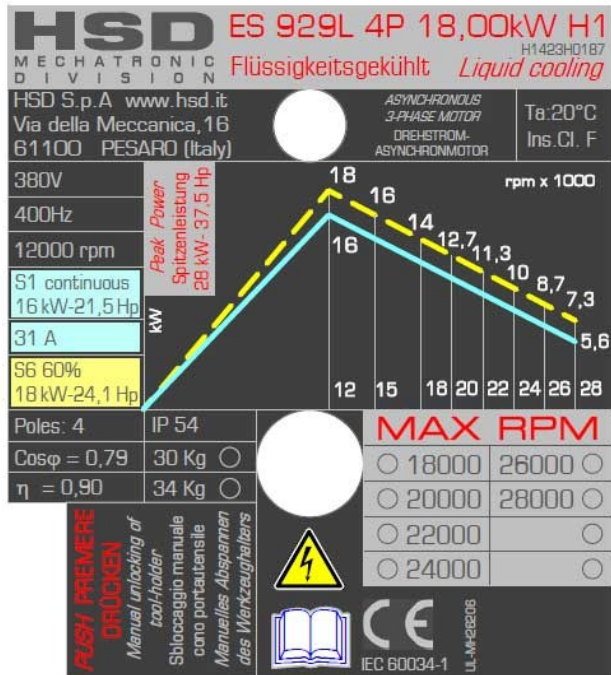 HSD
MECHATRONIC
DIVISION
ES 929L 4P 18,00kW H1
H1423H0187
Flüssigkeitsgekühlt Liquid cooling
HSD S.p.A www.hsd.it
Via della Meccanica,16
61100 PESARO (Italy)
ASYNCHRONOUS
3-PHASE MOTOR
DREHSTROM-
ASYNCHRONMOTOR
Ta:20°C
Ins.Cl. F
380V
400Hz
12000 rpm
S1 continuous
16 kW-21,5 Hp
31 A
S6 60%
18 kW-24,1 Hp
Peak Power
Spitzenleistung
28 kW- 37,5 Hp
kW
rpm x 1000
18
16
14
12,7
11,3
10
8,7
7,3
16
5,6
12 15 18 20 22 24 26 28
Poles: 4
IP 54
Cosφ = 0,79
30 Kg
η = 0,90
34 Kg
MAX RPM
18000 26000
20000 28000
22000
24000
PUSH PREMERE
DRÜCKEN
Manual unlocking of
tool-holder
Sbloccaggio manuale
cono portautensile
Manuelles Abspannen
des Werkzeughalters
CE
IEC 60034-1
UL-MH26206